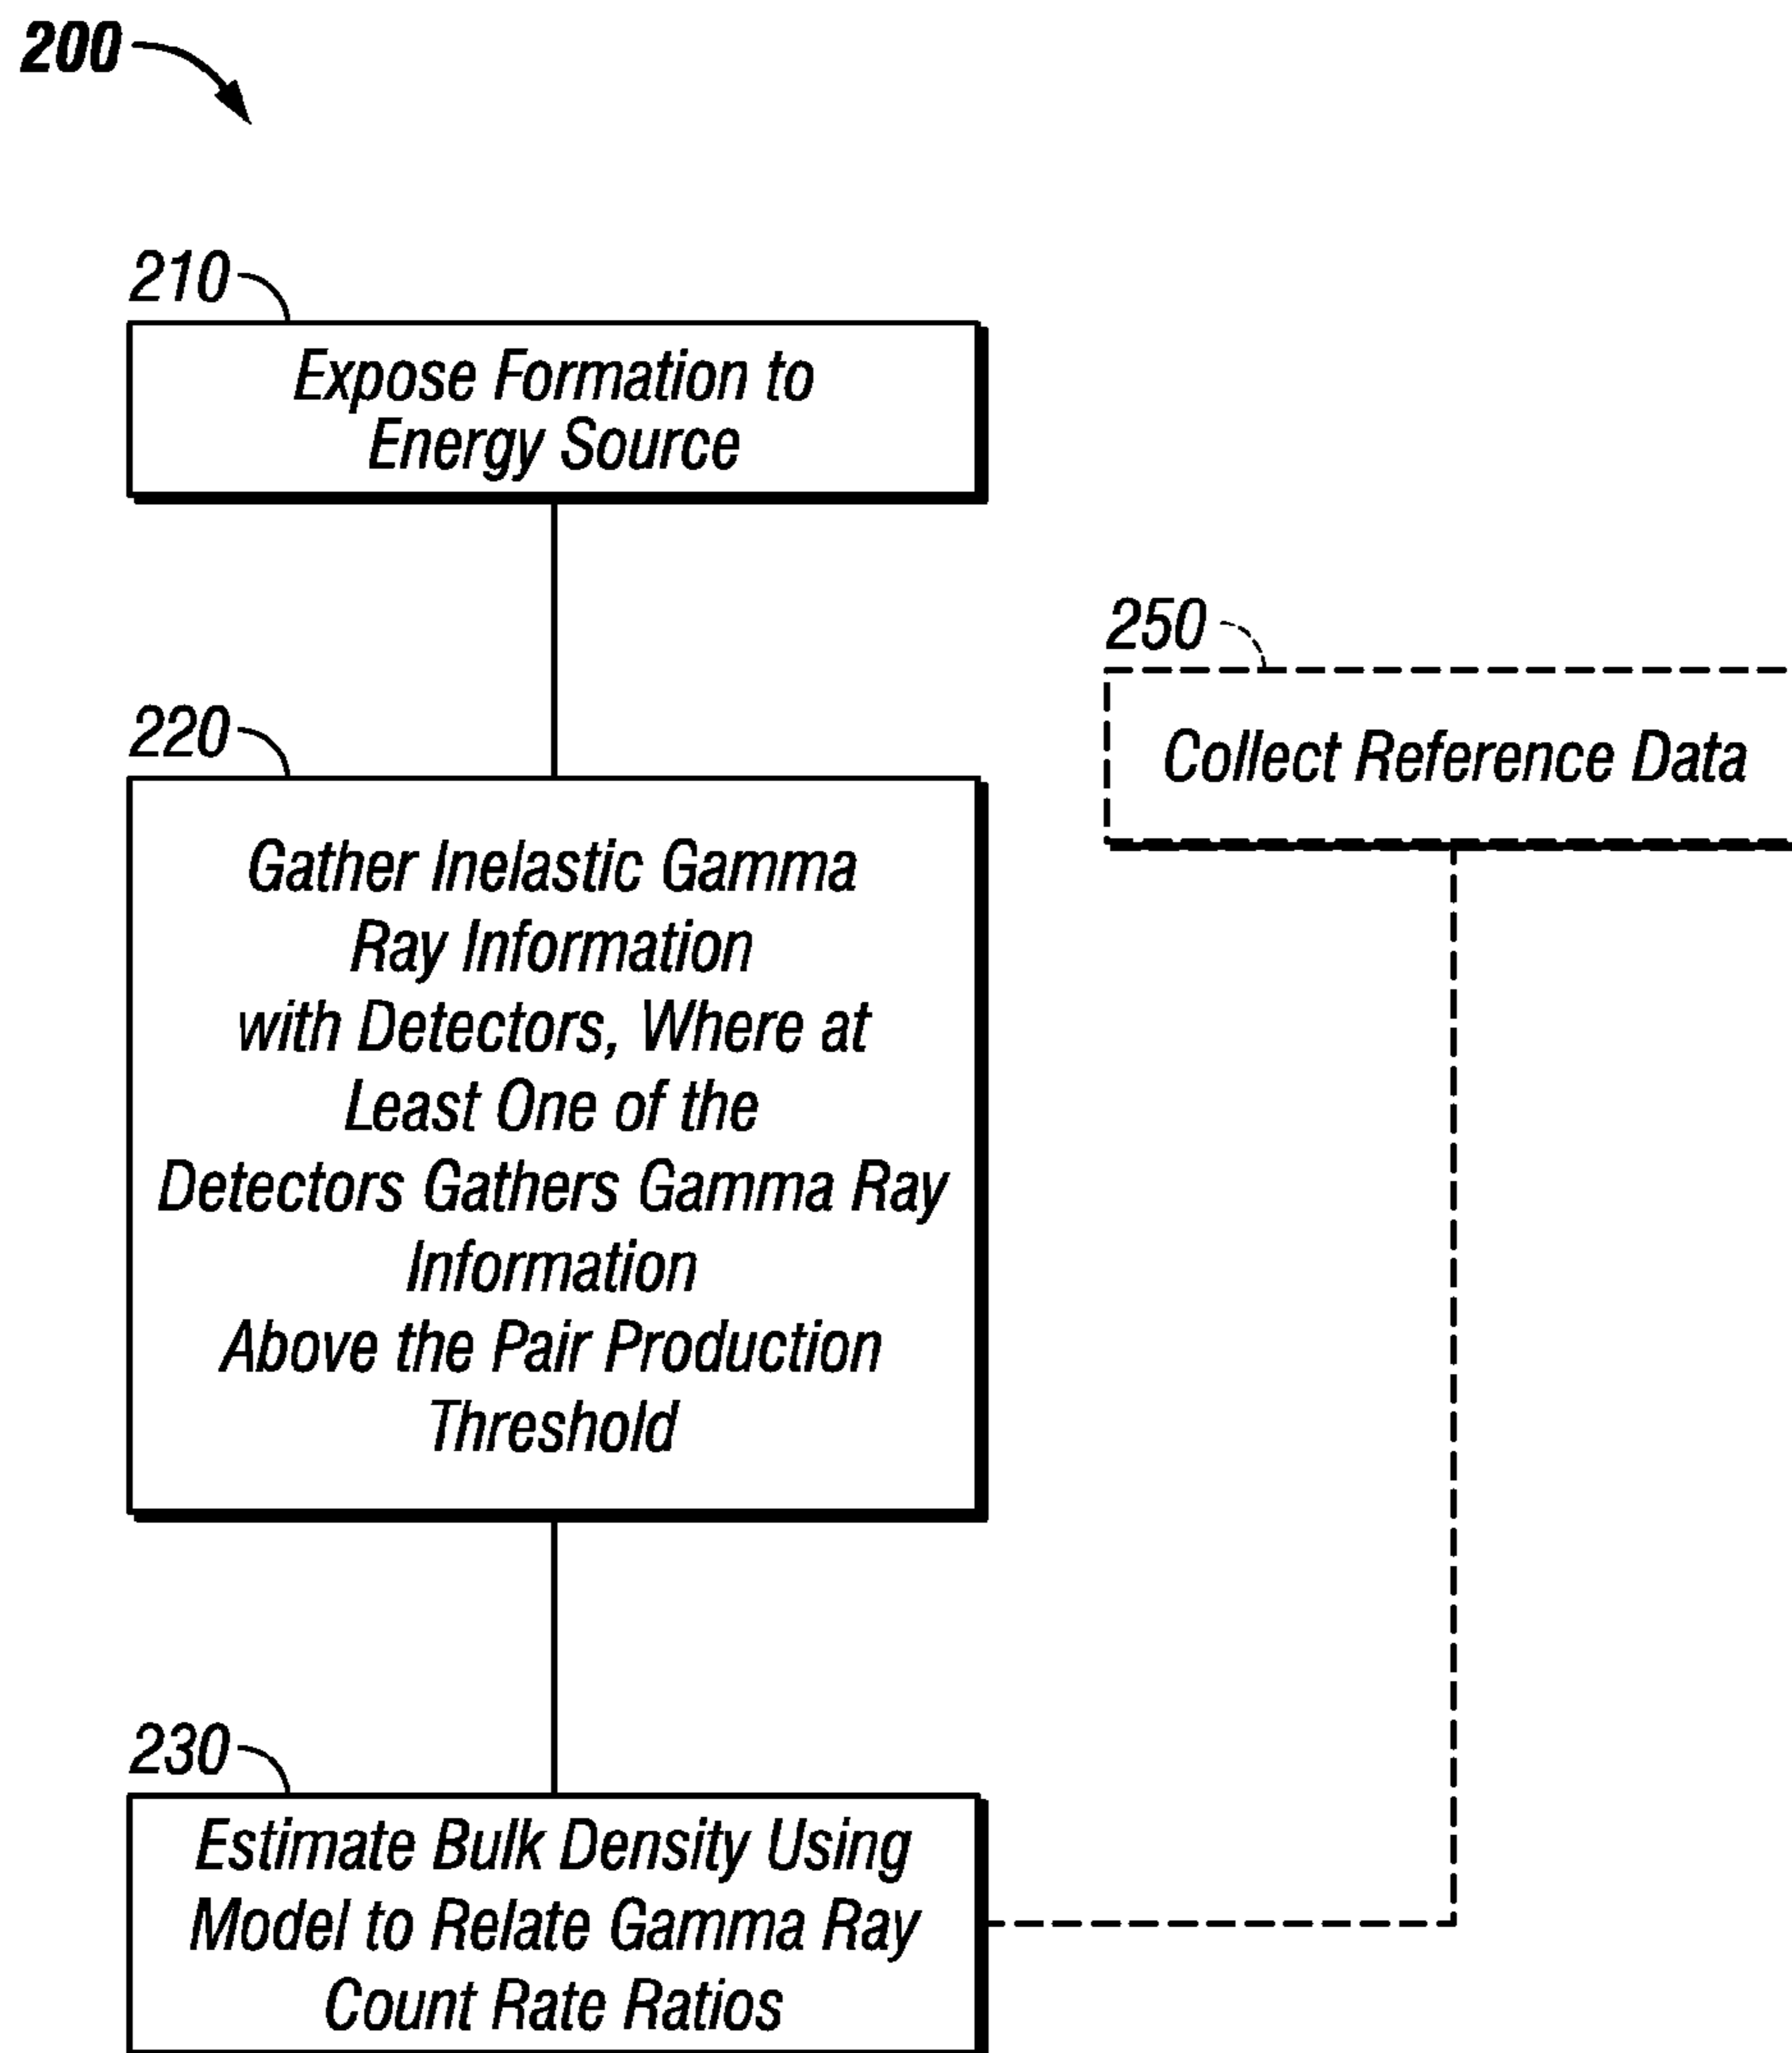 200
210
Expose Formation to
Energy Source
220
Gather Inelastic Gamma
Ray Information
with Detectors, Where at
Least One of the
Detectors Gathers Gamma Ray
Information
Above the Pair Production
Threshold
250
Collect Reference Data
230
Estimate Bulk Density Using
Model to Relate Gamma Ray
Count Rate Ratios